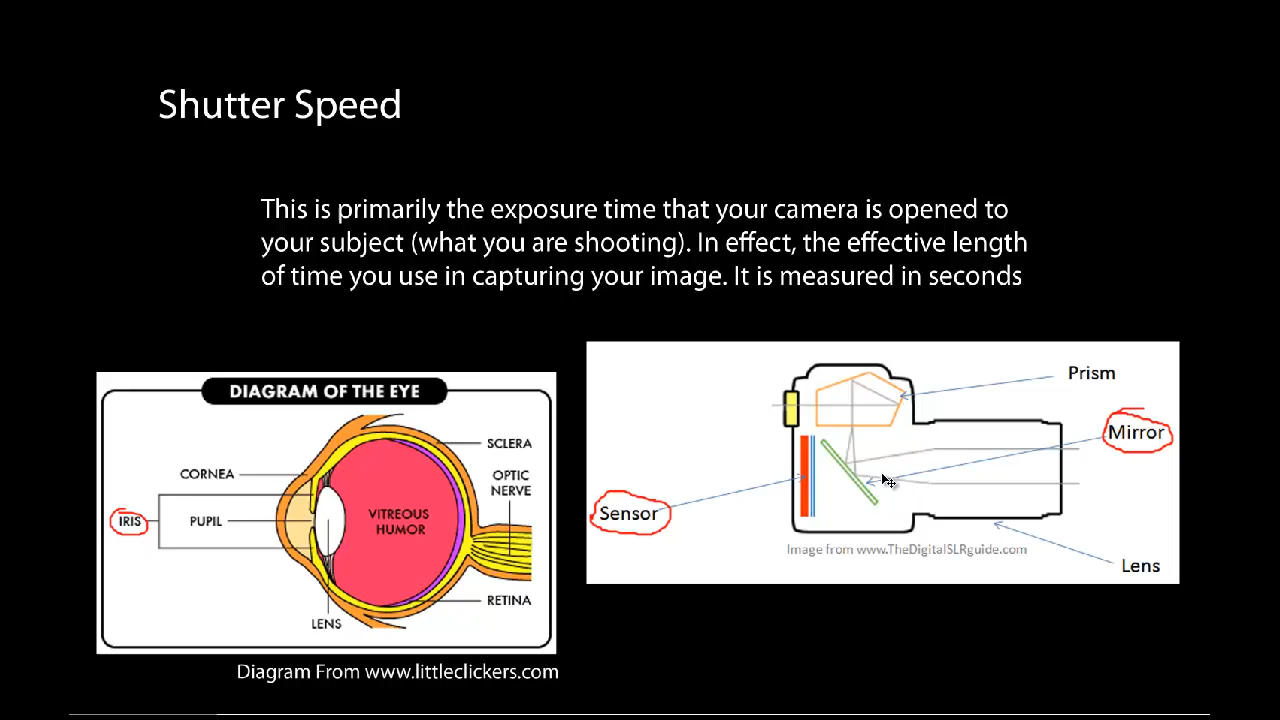 Shutter Speed
This is primarily the exposure time that your camera is opened to
your subject (what you are shooting). In effect, the effective length
of time you use in capturing your image. It is measured in seconds
DIAGRAM OF THE EYE
SCLERA
CORNEA
OPTIC
NERVE
IRIS
PUPIL
VITREOUS
HUMOR
RETINA
LENS
Diagram From www.littleclickers.com
Prism
Mirror
Sensor
Image from www.TheDigitalSLRguide.com
Lens